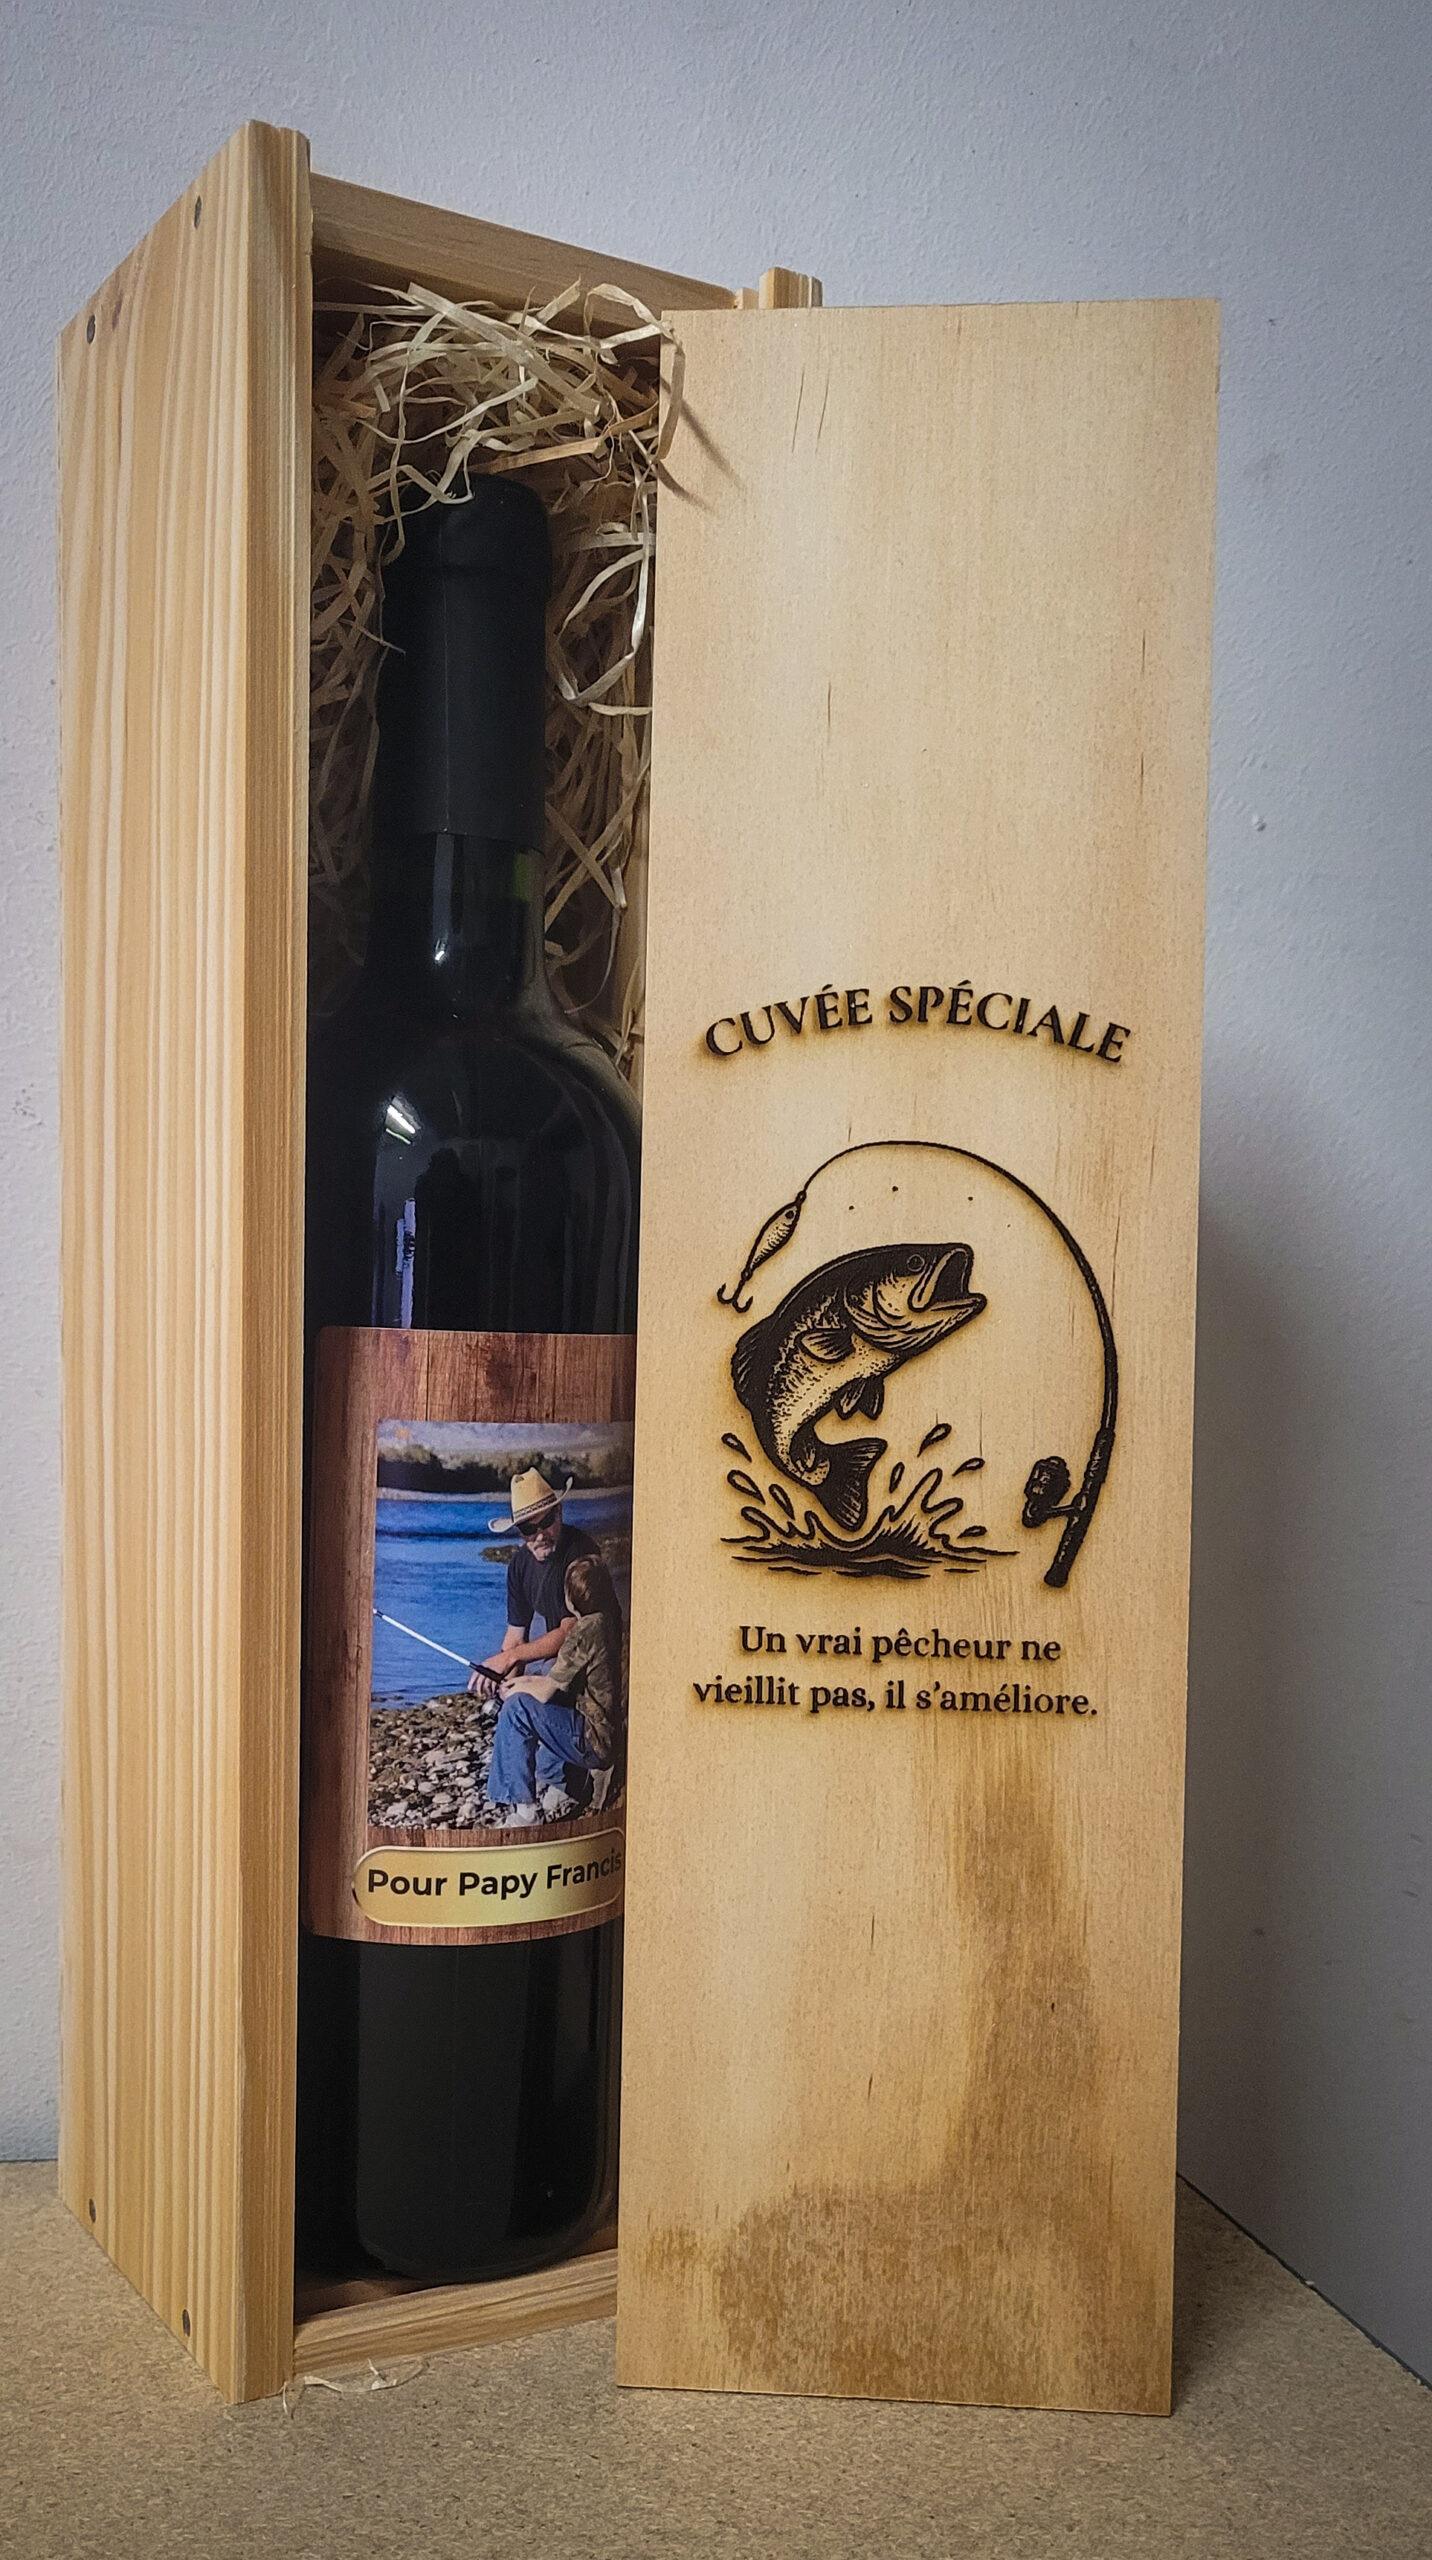 CUVÉE SPÉCIALE
Un vrai pêcheur ne
vieillit pas, il s'améliore.
Pour Papy Francis